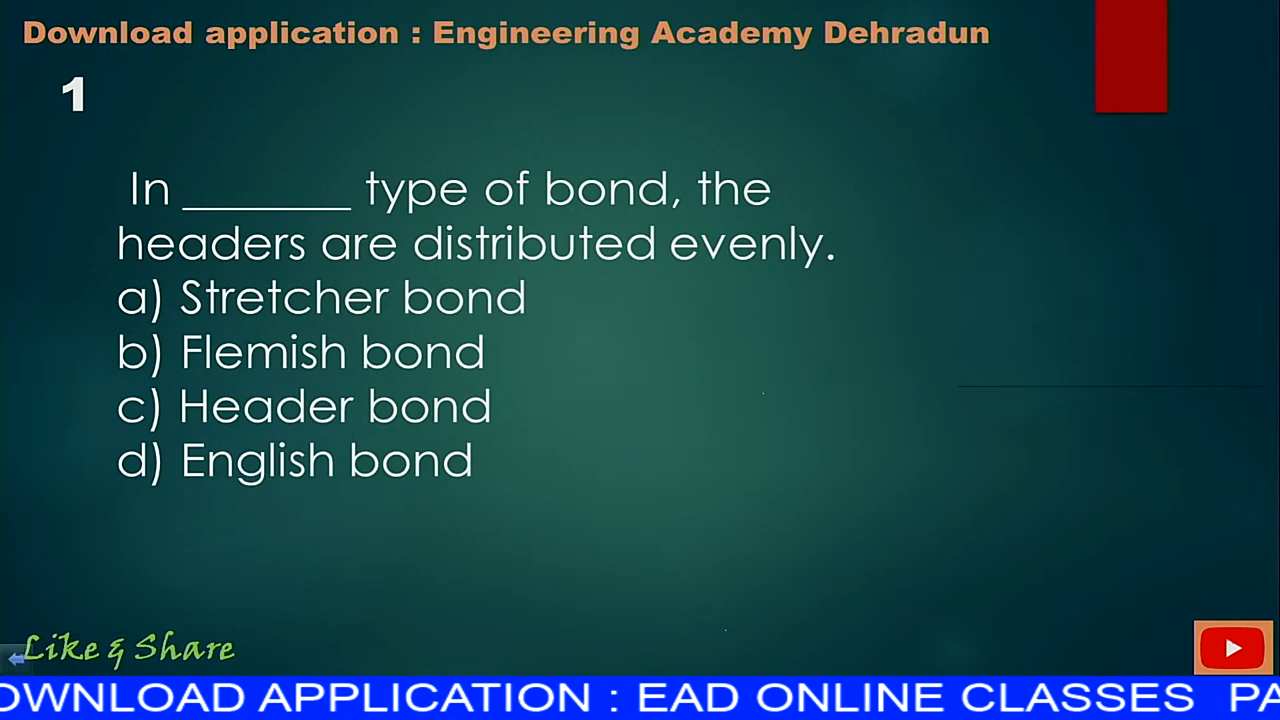 Download application : Engineering Academy Dehradun
1
In _______ type of bond, the
headers are distributed evenly.
a) Stretcher bond
b) Flemish bond
c) Header bond
d) English bond
Like & Share
OWNLOAD APPLICATION : EAD ONLINE CLASSES PA